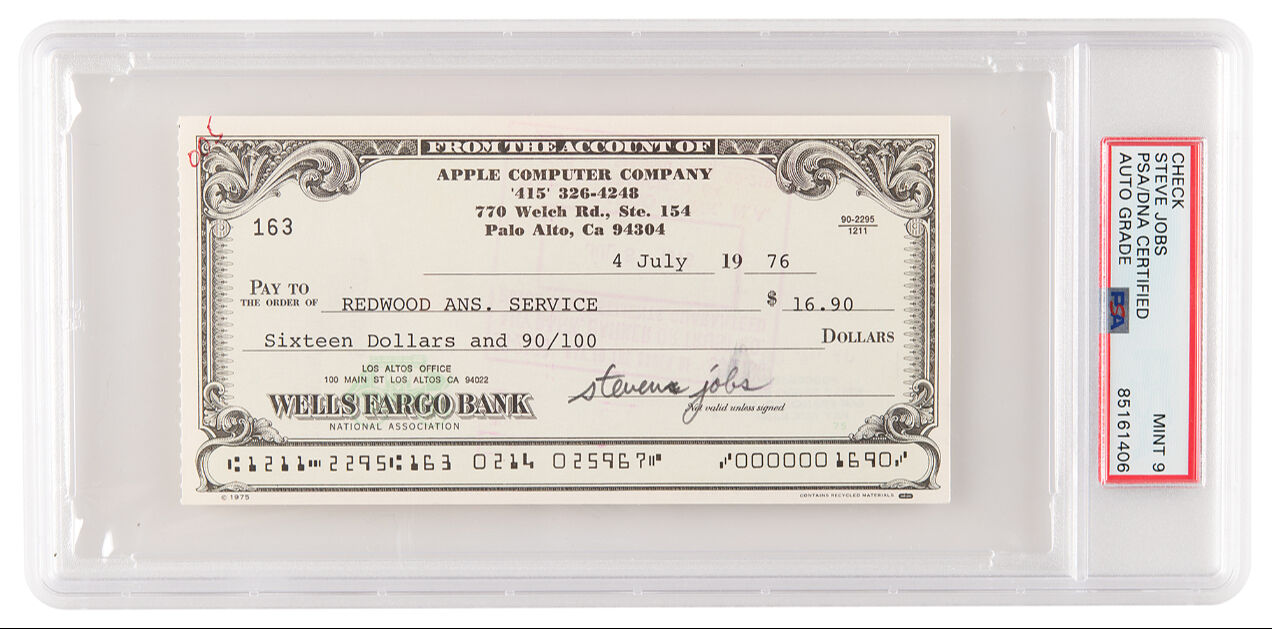 FROM THE ACCOUNT OF
APPLE COMPUTER COMPANY
'415' 326-4248
770 Welch Rd., Ste. 154
Palo Alto, Ca 94304
163
90-2295
1211
4 July 19 76
PAY TO
THE ORDER OF REDWOOD ANS. SERVICE $ 16.90
Sixteen Dollars and 90/100 DOLLARS
LOS ALTOS OFFICE
100 MAIN ST LOS ALTOS CA 94022
WELLS FARGO BANK
NATIONAL ASSOCIATION
steven jobs
Not valid unless signed
75
⑆1211⑉2295⑆163 0214 025967⑈ ⑇0000001690⑇
© 1975
CONTAINS RECYCLED MATERIALS
CHECK
STEVE JOBS
PSA/DNA CERTIFIED
AUTO GRADE
PSA
MINT 9
85161406